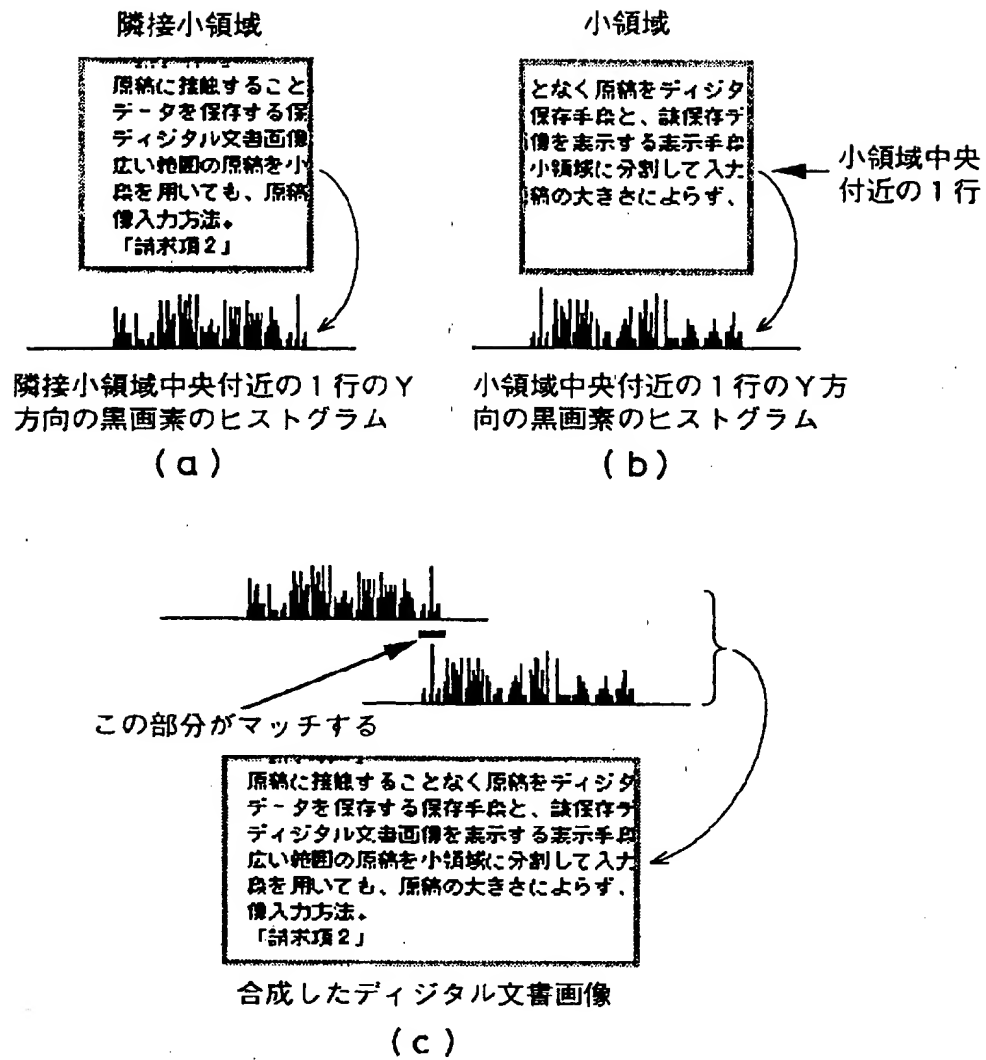 隣接小領域
原稿に接触すること
データを保存する保
ディジタル文書画像
広い範囲の原稿を小
段を用いても、原稿
像入力方法。
「請求項2」
隣接小領域中央付近の1行のY
方向の黒画素のヒストグラム
(a)
小領域
となく原稿をディジタ
保存手段と、該保存デ
像を表示する表示手段
小領域に分割して入力
稿の大きさによらず、
小領域中央
付近の1行
小領域中央付近の1行のY方
向の黒画素のヒストグラム
(b)
この部分がマッチする
原稿に接触することなく原稿をディジタ
データを保存する保存手段と、該保存デ
ディジタル文書画像を表示する表示手段
広い範囲の原稿を小領域に分割して入力
段を用いても、原稿の大きさによらず、
像入力方法。
「請求項2」
合成したディジタル文書画像
(c)